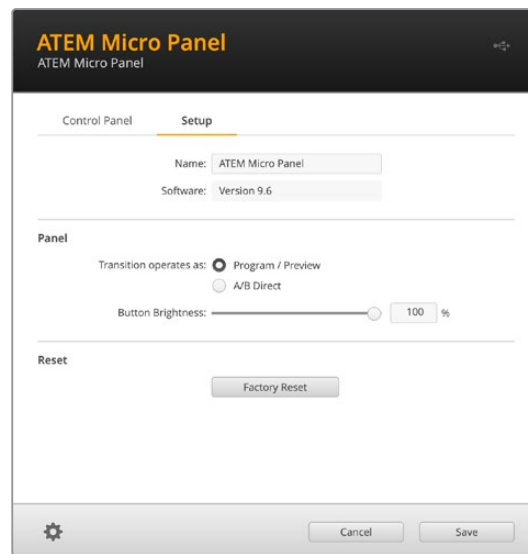 ATEM Micro Panel
ATEM Micro Panel
Control Panel Setup
Name: ATEM Micro Panel
Software: Version 9.6
Panel
Transition operates as: Program / Preview
A/B Direct
Button Brightness: 100 %
Reset
Factory Reset
Cancel Save